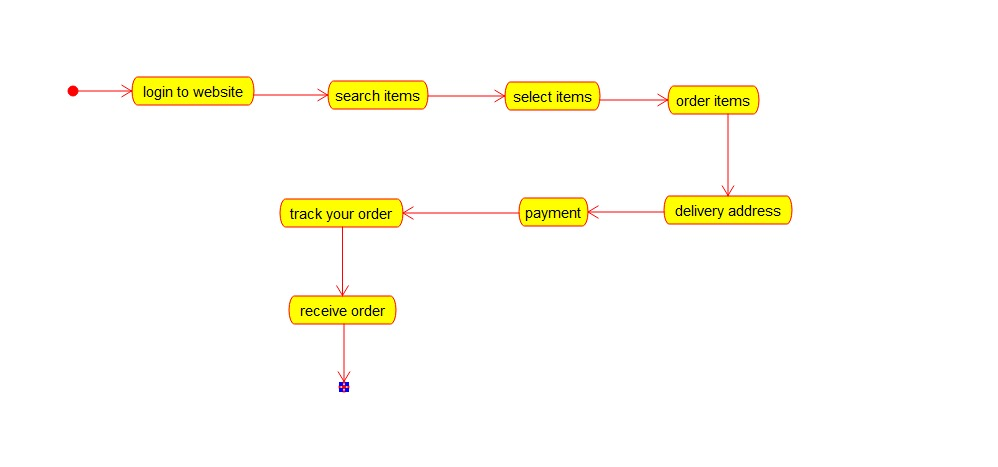 login to website
search items
select items
order items
delivery address
payment
track your order
receive order